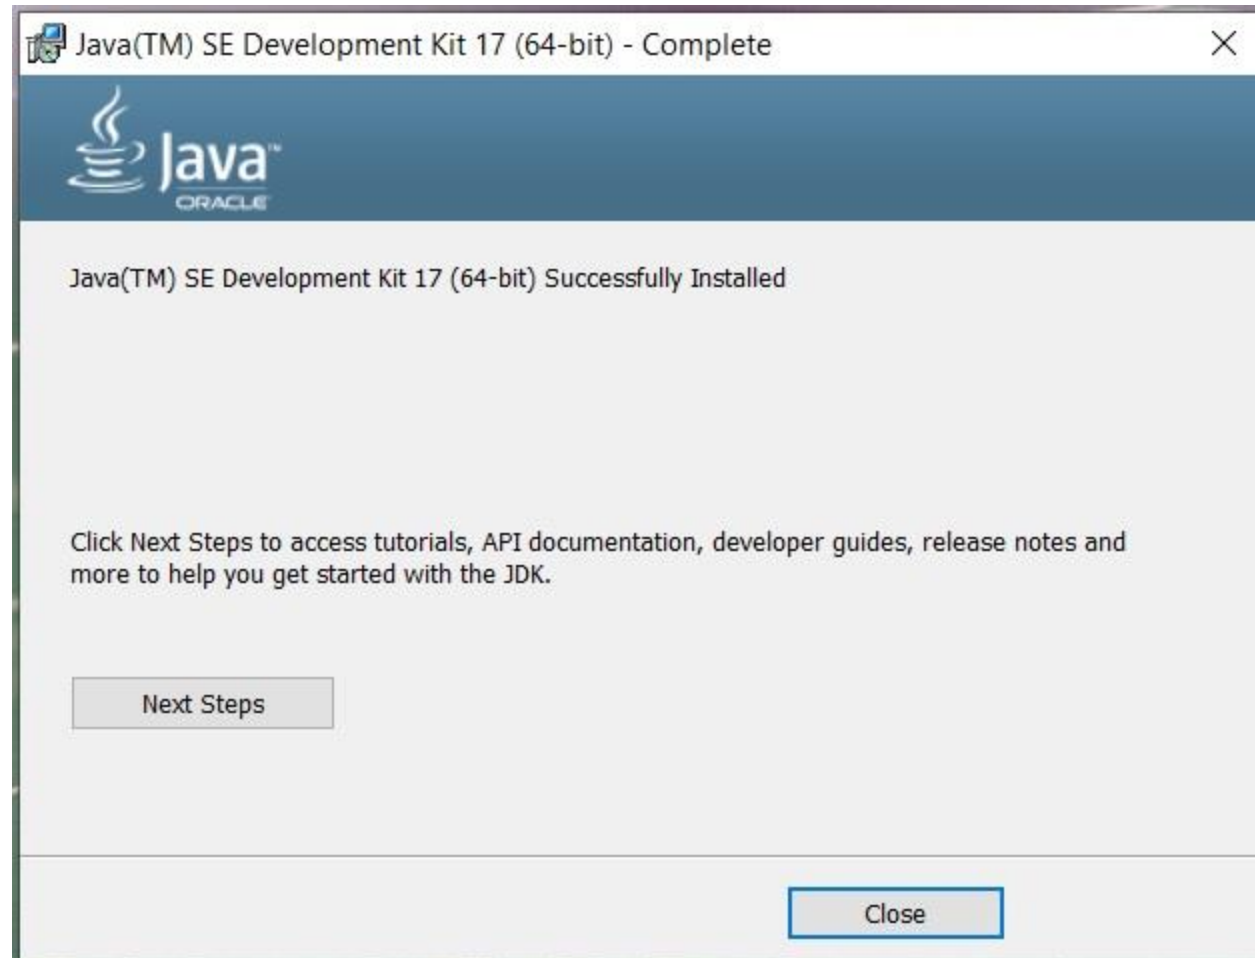 Java(TM) SE Development Kit 17 (64-bit) - Complete
Java™
ORACLE
Java(TM) SE Development Kit 17 (64-bit) Successfully Installed
Click Next Steps to access tutorials, API documentation, developer guides, release notes and
more to help you get started with the JDK.
Next Steps
Close